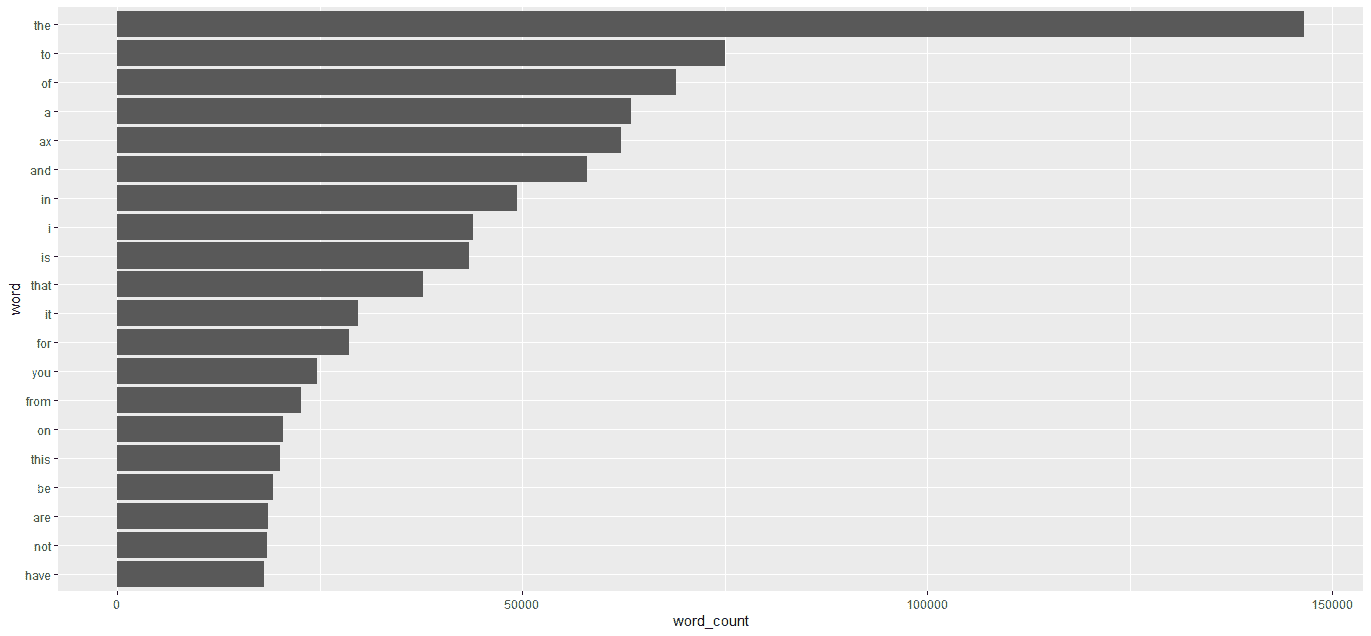 the
to
of
a
ax
and
in
i
is
that
it
for
you
from
on
this
be
are
not
have
word
0 50000 100000 150000
word_count